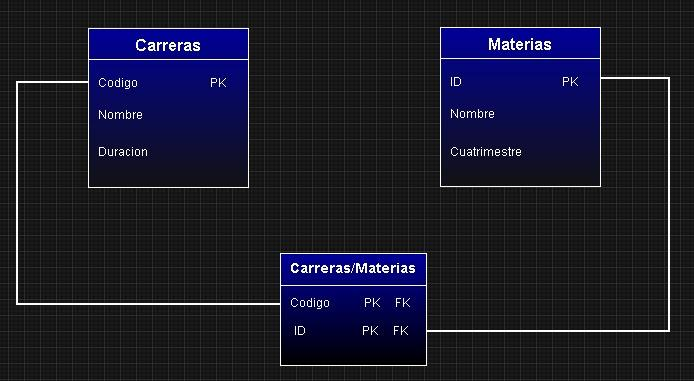 Carreras
Codigo PK
Nombre
Duracion
Materias
ID PK
Nombre
Cuatrimestre
Carreras/Materias
Codigo PK FK
ID PK FK